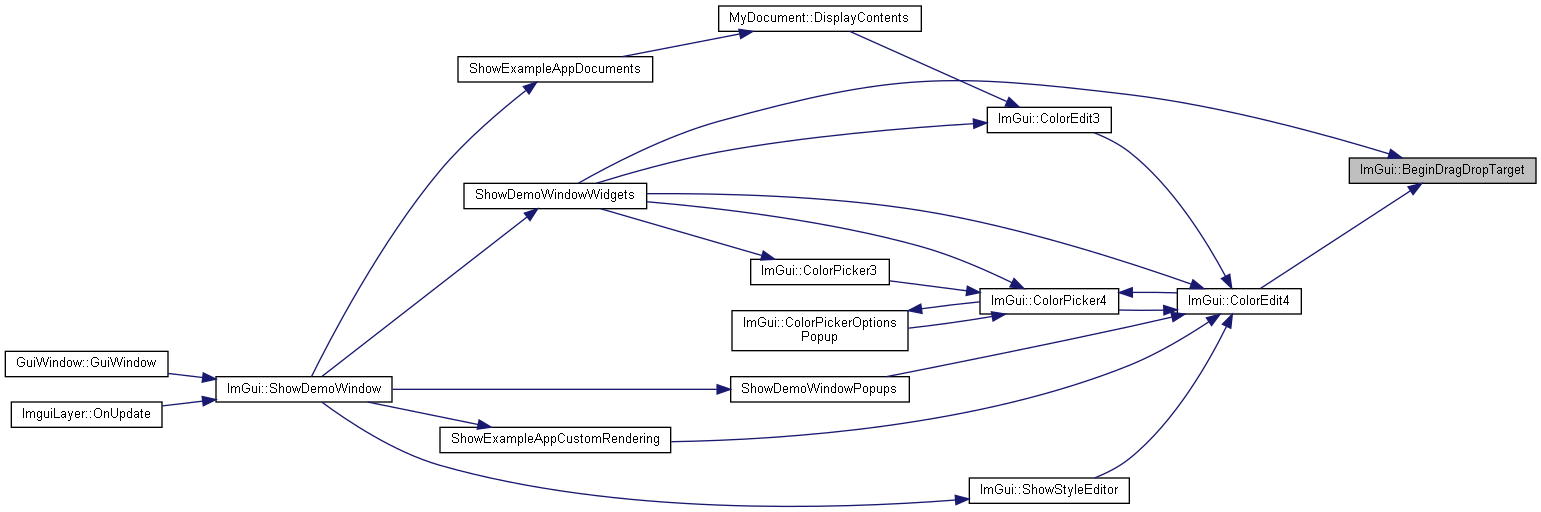 MyDocument::DisplayContents
ShowExampleAppDocuments
ImGui::ColorEdit3
ImGui::BeginDragDropTarget
ShowDemoWindowWidgets
ImGui::ColorPicker3
ImGui::ColorPicker4
ImGui::ColorEdit4
ImGui::ColorPickerOptions
Popup
GuiWindow::GuiWindow
ImGui::ShowDemoWindow
ShowDemoWindowPopups
ImguiLayer::OnUpdate
ShowExampleAppCustomRendering
ImGui::ShowStyleEditor